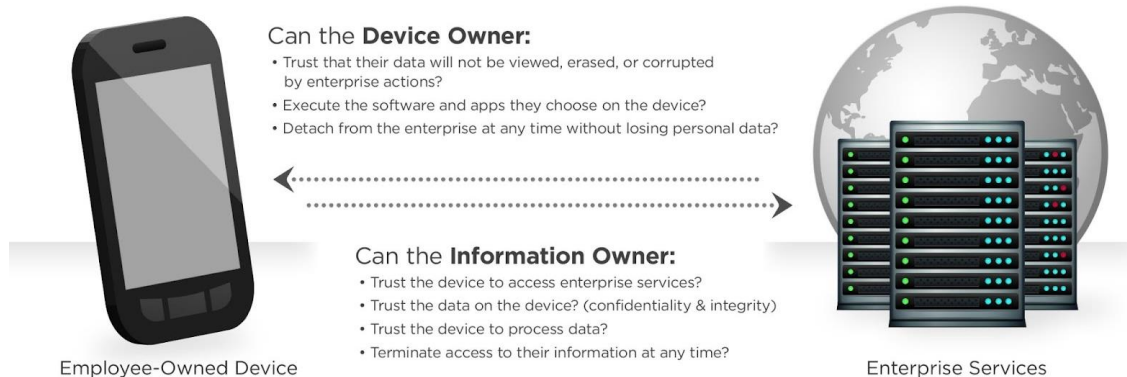 Can the Device Owner:
• Trust that their data will not be viewed, erased, or corrupted
by enterprise actions?
• Execute the software and apps they choose on the device?
• Detach from the enterprise at any time without losing personal data?
Can the Information Owner:
• Trust the device to access enterprise services?
• Trust the data on the device? (confidentiality & integrity)
• Trust the device to process data?
• Terminate access to their information at any time?
Employee-Owned Device
Enterprise Services